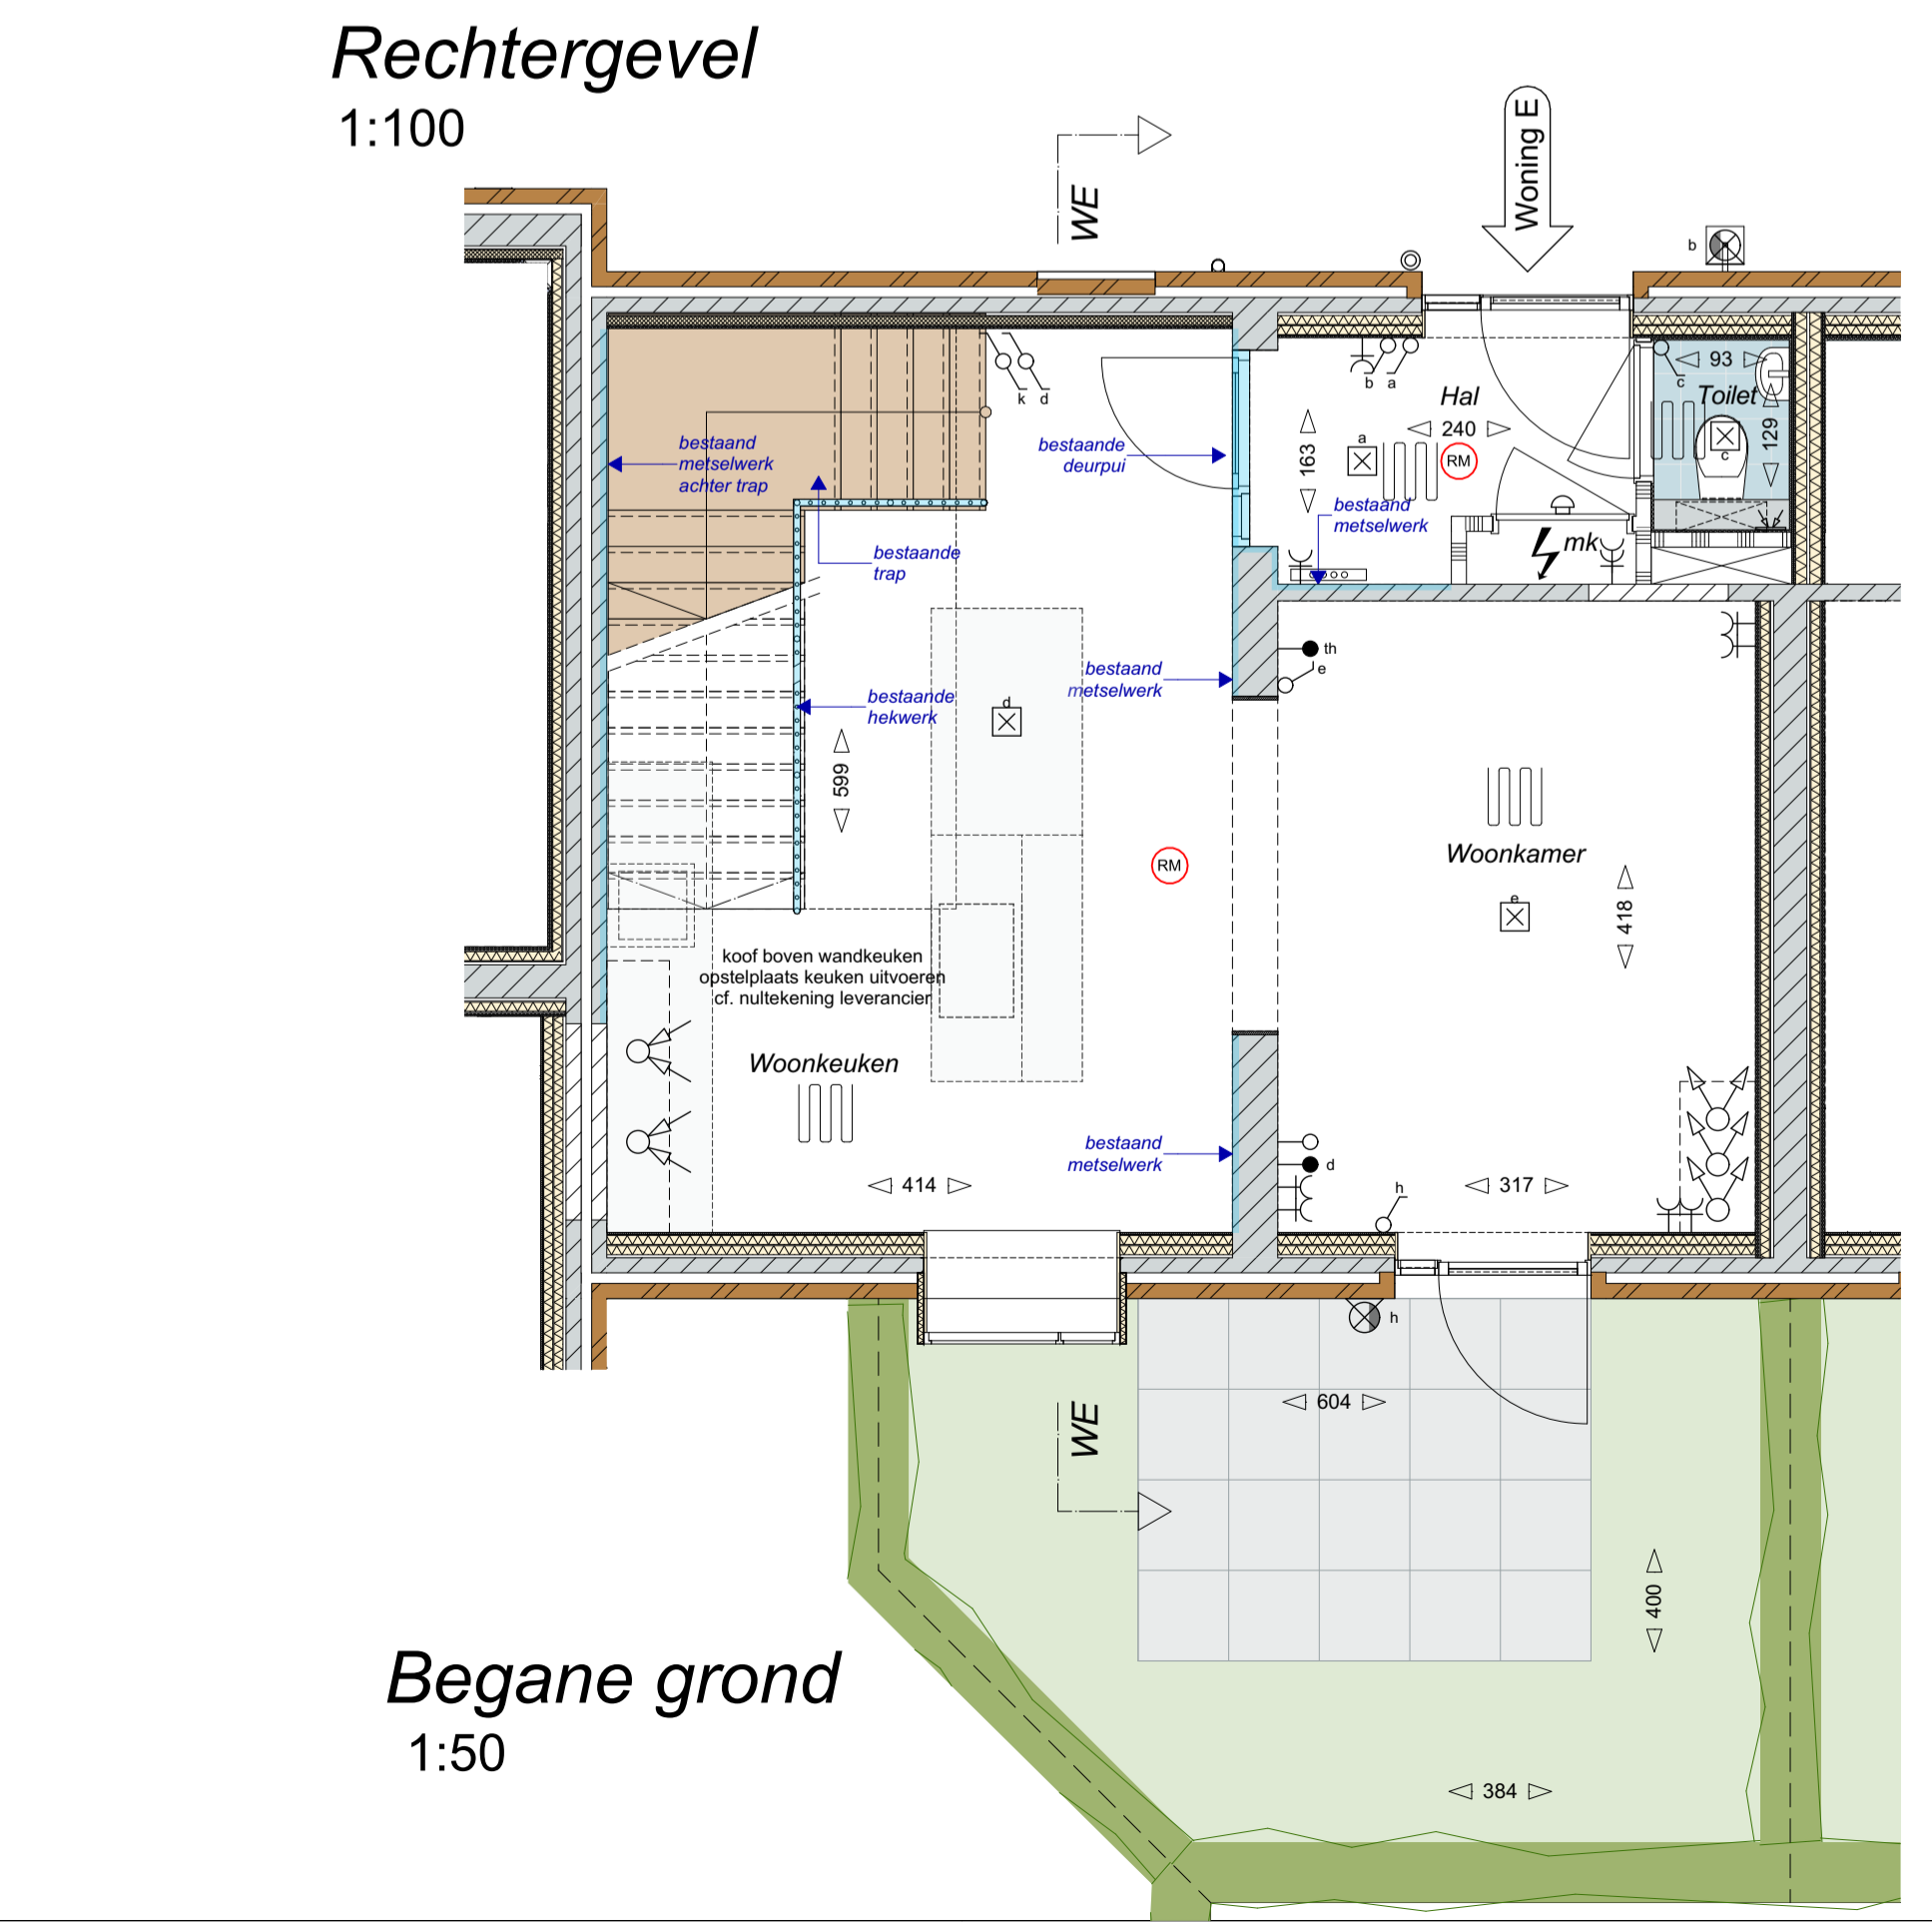 Rechtergevel
1:100
Woning E
WE
b
k
d
b
a
Hal
240
163
a
RM
c
93
Toilet
129
c
mk
bestaand
metselwerk
achter trap
bestaande
deurpui
bestaand
metselwerk
bestaande
trap
bestaande
hekwerk
599
d
bestaand
metselwerk
th
e
RM
Woonkamer
e
418
koof boven wandkeuken
opstelplaats keuken uitvoeren
cf. nultekening leverancier
Woonkeuken
414
bestaand
metselwerk
d
h
317
h
604
WE
400
384
Begane grond
1:50